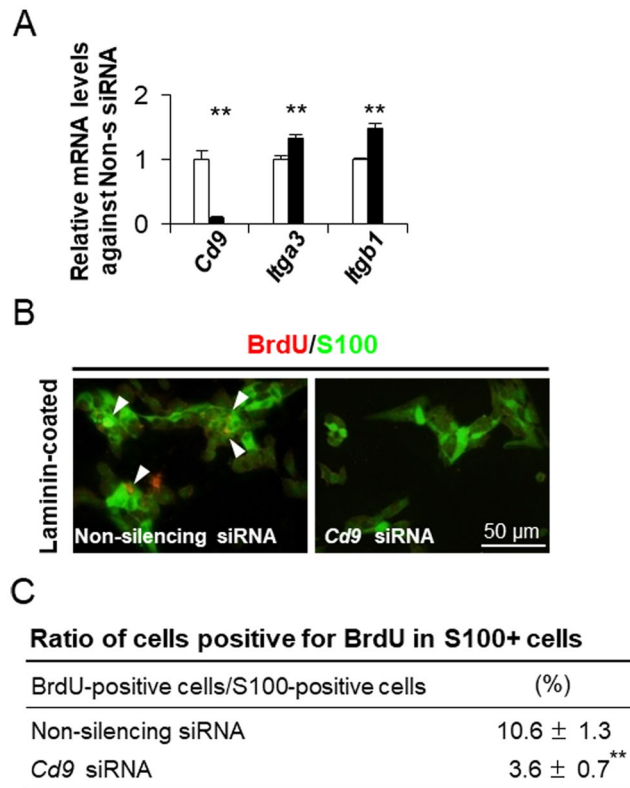 A
Relative mRNA levels
against Non-s siRNA
2
1
0
** ** **
Cd9 Itga3 Itgb1
B
BrdU/S100
Laminin-coated
Non-silencing siRNA
Cd9 siRNA
50 µm
C
Ratio of cells positive for BrdU in S100+ cells
BrdU-positive cells/S100-positive cells (%)
Non-silencing siRNA 10.6 ± 1.3
Cd9 siRNA 3.6 ± 0.7**